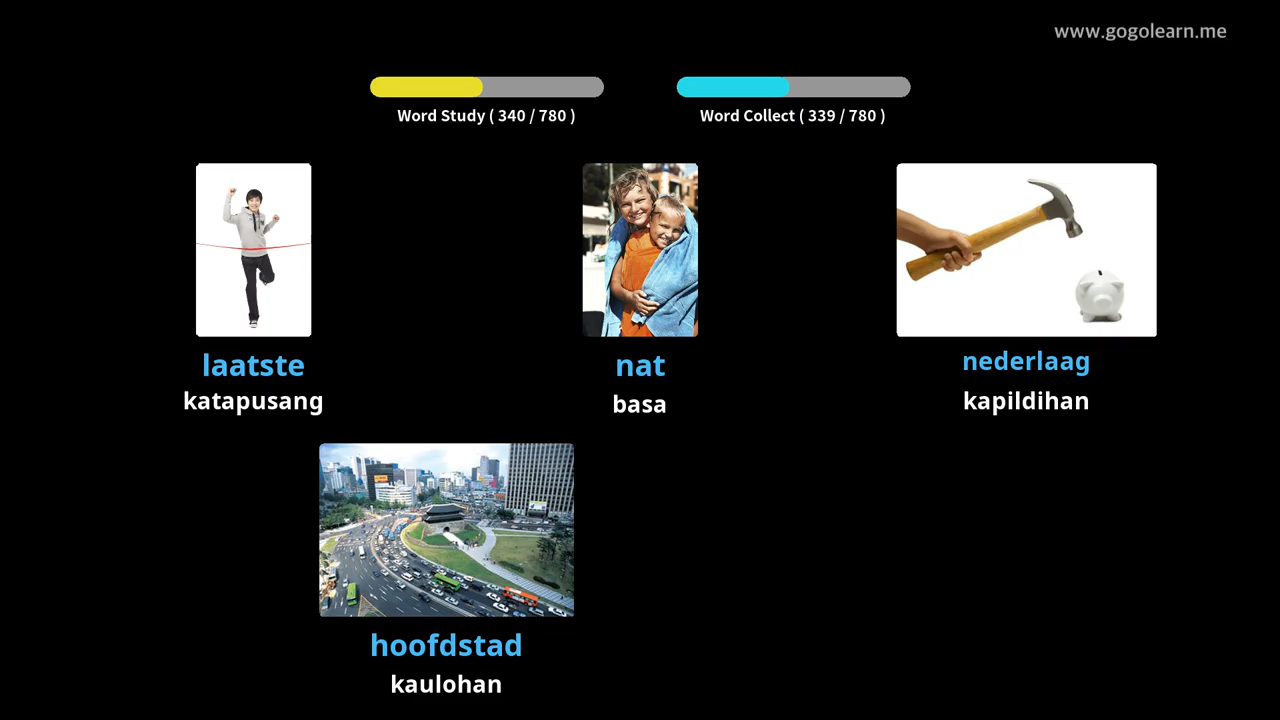 www.gogolearn.me
Word Study ( 340 / 780 )
Word Collect ( 339 / 780 )
laatste
katapusang
nat
basa
nederlaag
kapildihan
hoofdstad
kaulohan